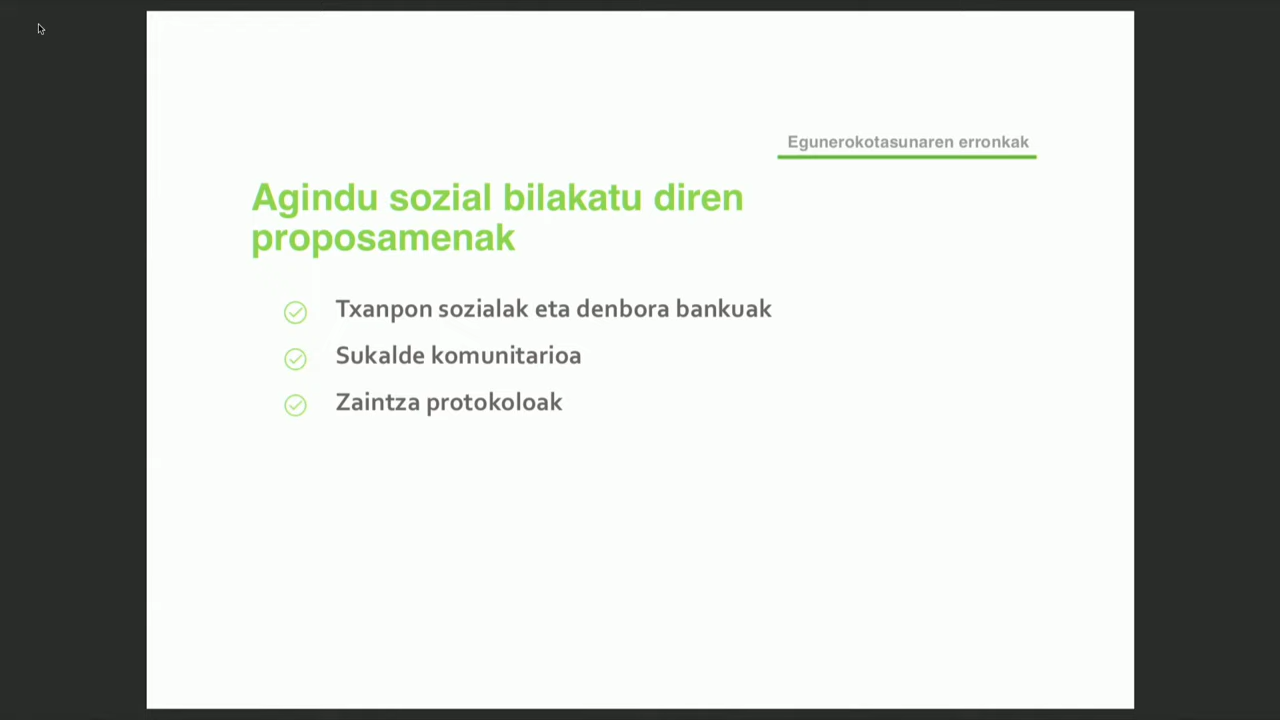 Egunerokotasunaren erronkak
Agindu sozial bilakatu diren
proposamenak
Txanpon sozialak eta denbora bankuak
Sukalde komunitarioa
Zaintza protokoloak